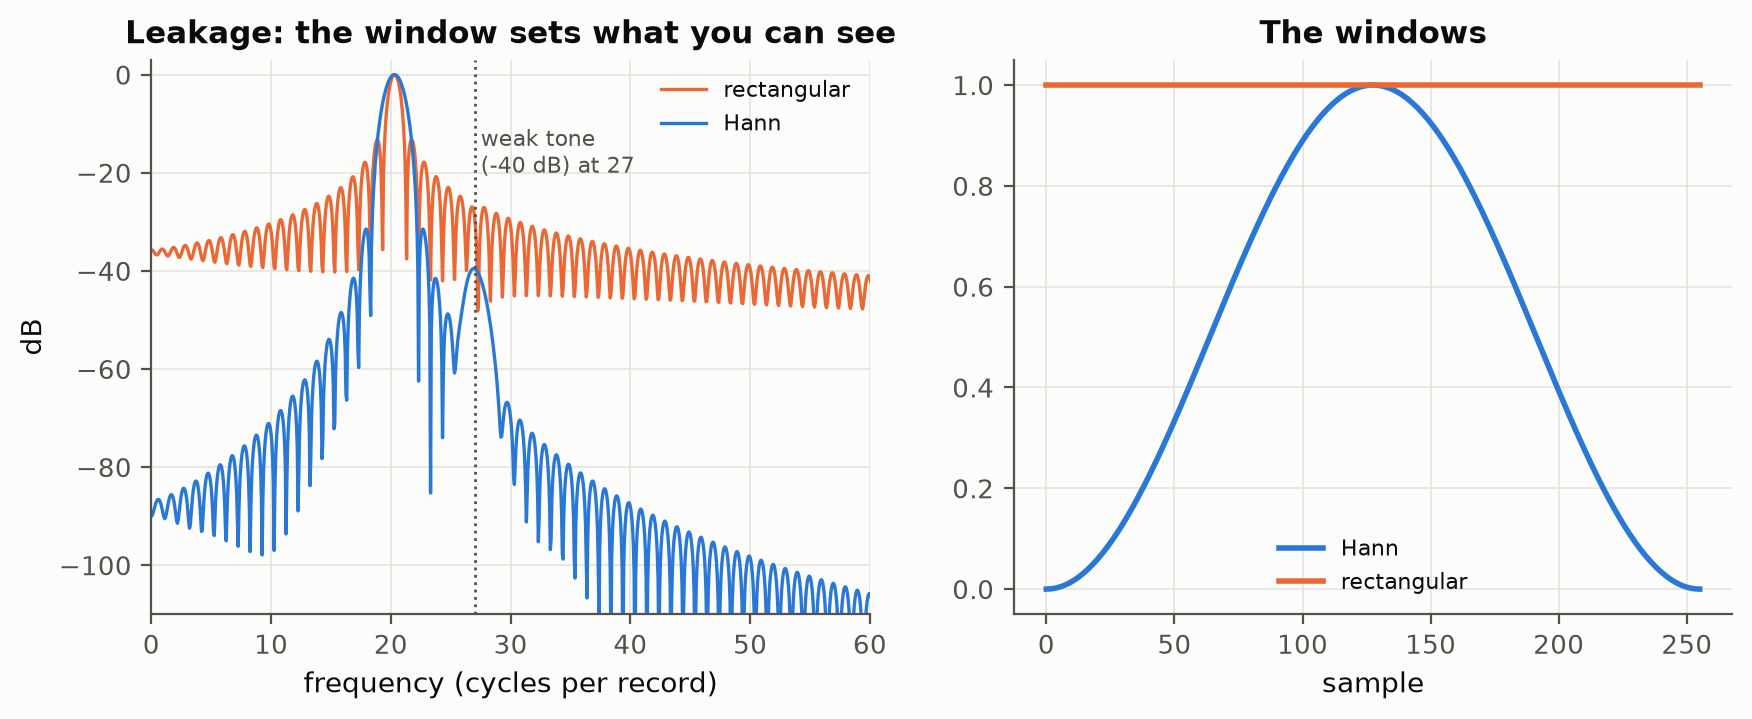 Leakage: the window sets what you can see
rectangular
Hann
weak tone
(-40 dB) at 27
0
−20
−40
−60
−80
−100
dB
0 10 20 30 40 50 60
frequency (cycles per record)
The windows
1.0
0.8
0.6
0.4
0.2
0.0
Hann
rectangular
0 50 100 150 200 250
sample